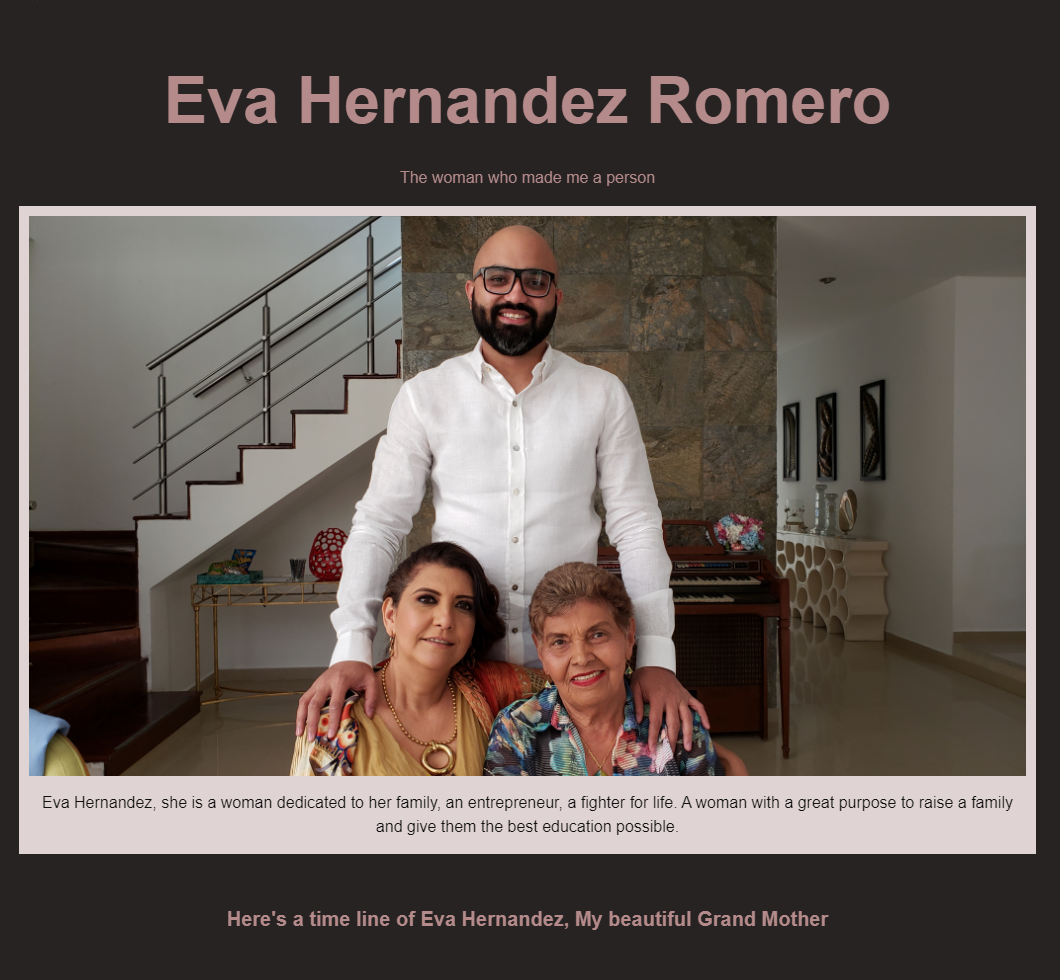 Eva Hernandez Romero
The woman who made me a person
Eva Hernandez, she is a woman dedicated to her family, an entrepreneur, a fighter for life. A woman with a great purpose to raise a family
and give them the best education possible.
Here's a time line of Eva Hernandez, My beautiful Grand Mother